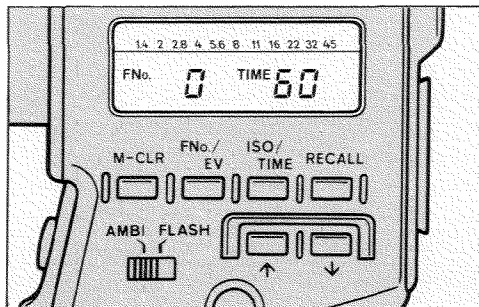 1.4 2 2.8 4 5.6 8 11 16 22 32 45
FNo. 0 TIME 60
M-CLR FNo./EV ISO/TIME RECALL
AMBI FLASH ↑ ↓